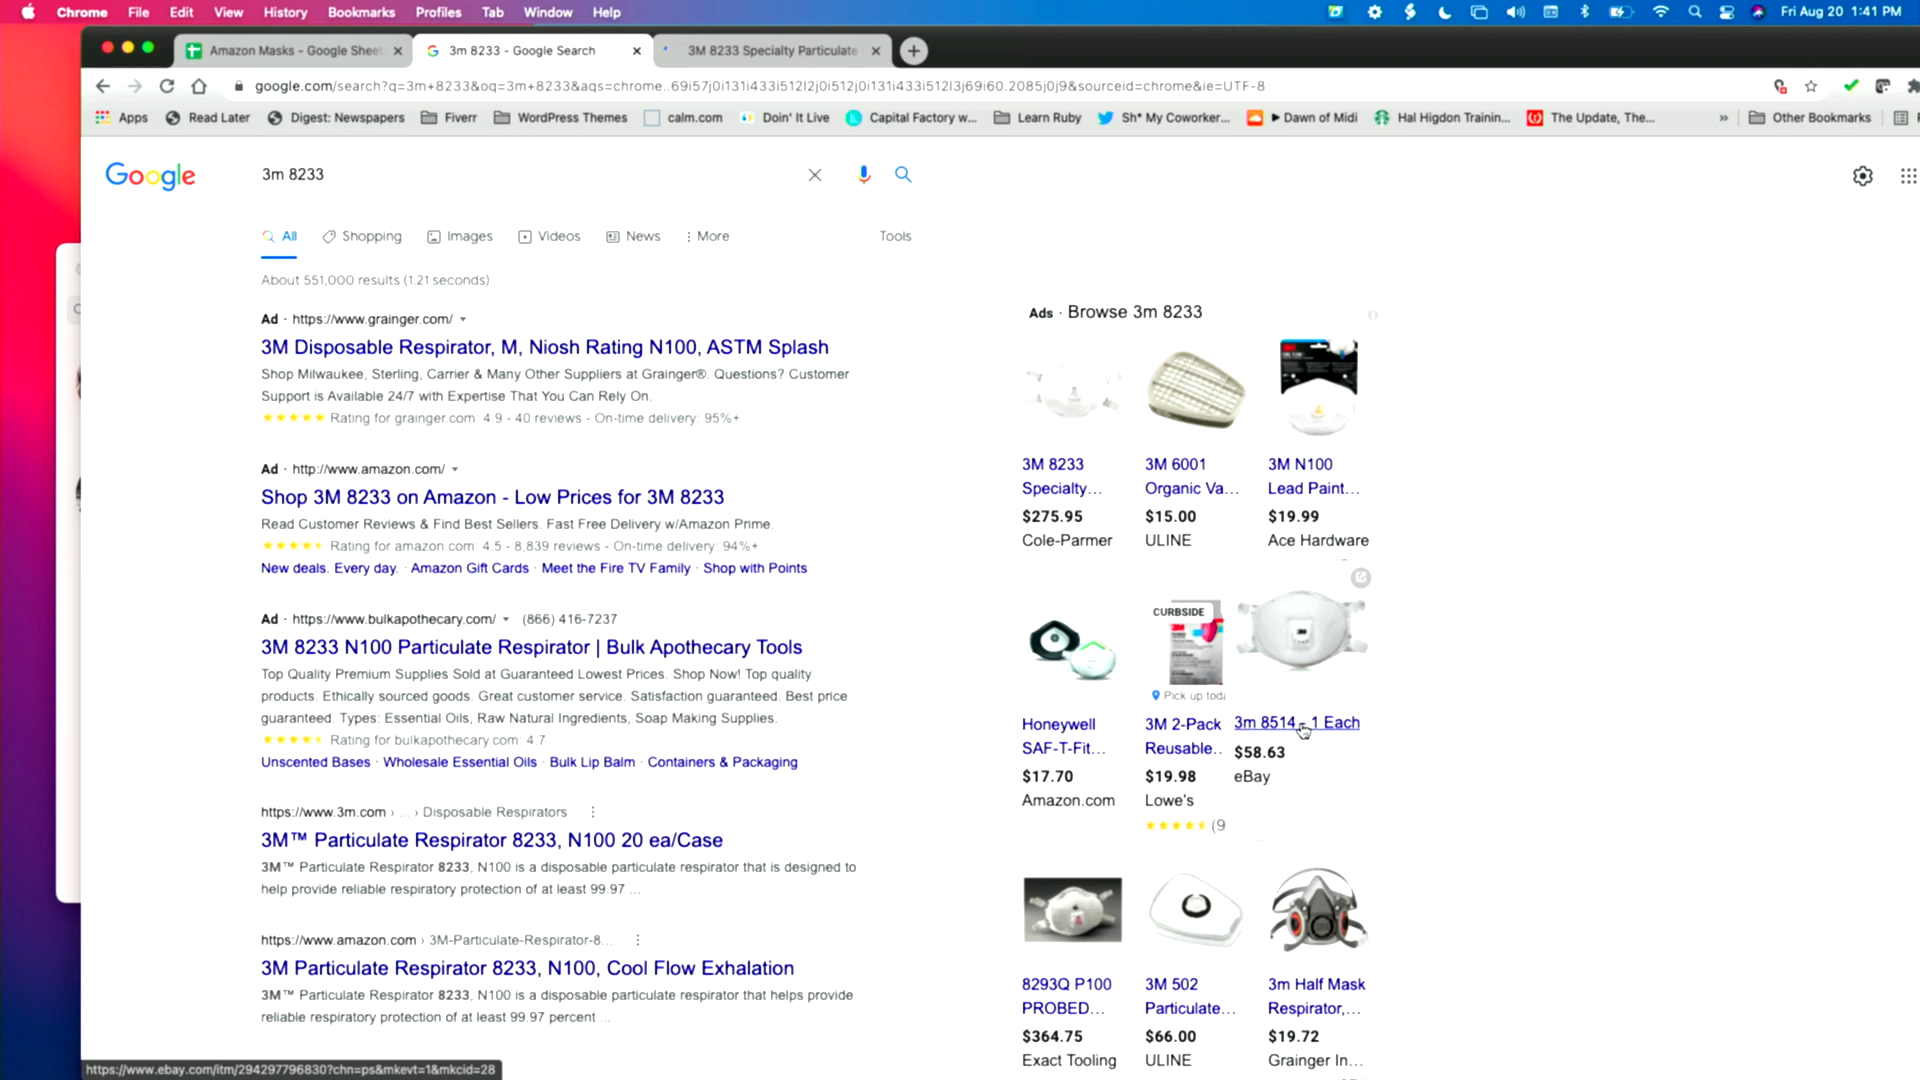 Chrome File Edit View History Bookmarks Profiles Tab Window Help
Fri Aug 20 1:41 PM
Amazon Masks - Google Sheet
3m 8233 - Google Search
3M 8233 Specialty Particulate
google.com/search?q=3m+8233&oq=3m+8233&aqs=chrome..69i57j0i131i433i512l2j0i512j0i131i433i512l3j69i60.2085j0j9&sourceid=chrome&ie=UTF-8
Apps Read Later Digest: Newspapers Fiverr WordPress Themes calm.com Doin' It Live Capital Factory w... Learn Ruby Sh* My Coworker... ▶ Dawn of Midi Hal Higdon Trainin... The Update, The... » Other Bookmarks
Google
3m 8233
All Shopping Images Videos News More Tools
About 551,000 results (1.21 seconds)
Ad · https://www.grainger.com/
3M Disposable Respirator, M, Niosh Rating N100, ASTM Splash
Shop Milwaukee, Sterling, Carrier & Many Other Suppliers at Grainger®. Questions? Customer
Support is Available 24/7 with Expertise That You Can Rely On.
Rating for grainger.com: 4.9 - 40 reviews - On-time delivery: 95%+
Ad · http://www.amazon.com/
Shop 3M 8233 on Amazon - Low Prices for 3M 8233
Read Customer Reviews & Find Best Sellers. Fast Free Delivery w/Amazon Prime.
Rating for amazon.com: 4.5 - 8,839 reviews - On-time delivery: 94%+
New deals. Every day. · Amazon Gift Cards · Meet the Fire TV Family · Shop with Points
Ad · https://www.bulkapothecary.com/ (866) 416-7237
3M 8233 N100 Particulate Respirator | Bulk Apothecary Tools
Top Quality Premium Supplies Sold at Guaranteed Lowest Prices. Shop Now! Top quality
products. Ethically sourced goods. Great customer service. Satisfaction guaranteed. Best price
guaranteed. Types: Essential Oils, Raw Natural Ingredients, Soap Making Supplies.
Rating for bulkapothecary.com: 4.7
Unscented Bases · Wholesale Essential Oils · Bulk Lip Balm · Containers & Packaging
https://www.3m.com › ... › Disposable Respirators
3M™ Particulate Respirator 8233, N100 20 ea/Case
3M™ Particulate Respirator 8233, N100 is a disposable particulate respirator that is designed to
help provide reliable respiratory protection of at least 99.97 ...
https://www.amazon.com › 3M-Particulate-Respirator-8...
3M Particulate Respirator 8233, N100, Cool Flow Exhalation
3M™ Particulate Respirator 8233, N100 is a disposable particulate respirator that helps provide
reliable respiratory protection of at least 99.97 percent ...
Ads · Browse 3m 8233
3M 8233 Specialty...
$275.95
Cole-Parmer
3M 6001 Organic Va...
$15.00
ULINE
3M N100 Lead Paint...
$19.99
Ace Hardware
Honeywell SAF-T-Fit...
$17.70
Amazon.com
CURBSIDE
Pick up toda
3M 2-Pack Reusable..
$19.98
Lowe's
(9
3m 8514 - 1 Each
$58.63
eBay
8293Q P100 PROBED...
$364.75
Exact Tooling
3M 502 Particulate...
$66.00
ULINE
3m Half Mask Respirator,...
$19.72
Grainger In...
https://www.ebay.com/itm/294297796830?chn=ps&mkevt=1&mkcid=28